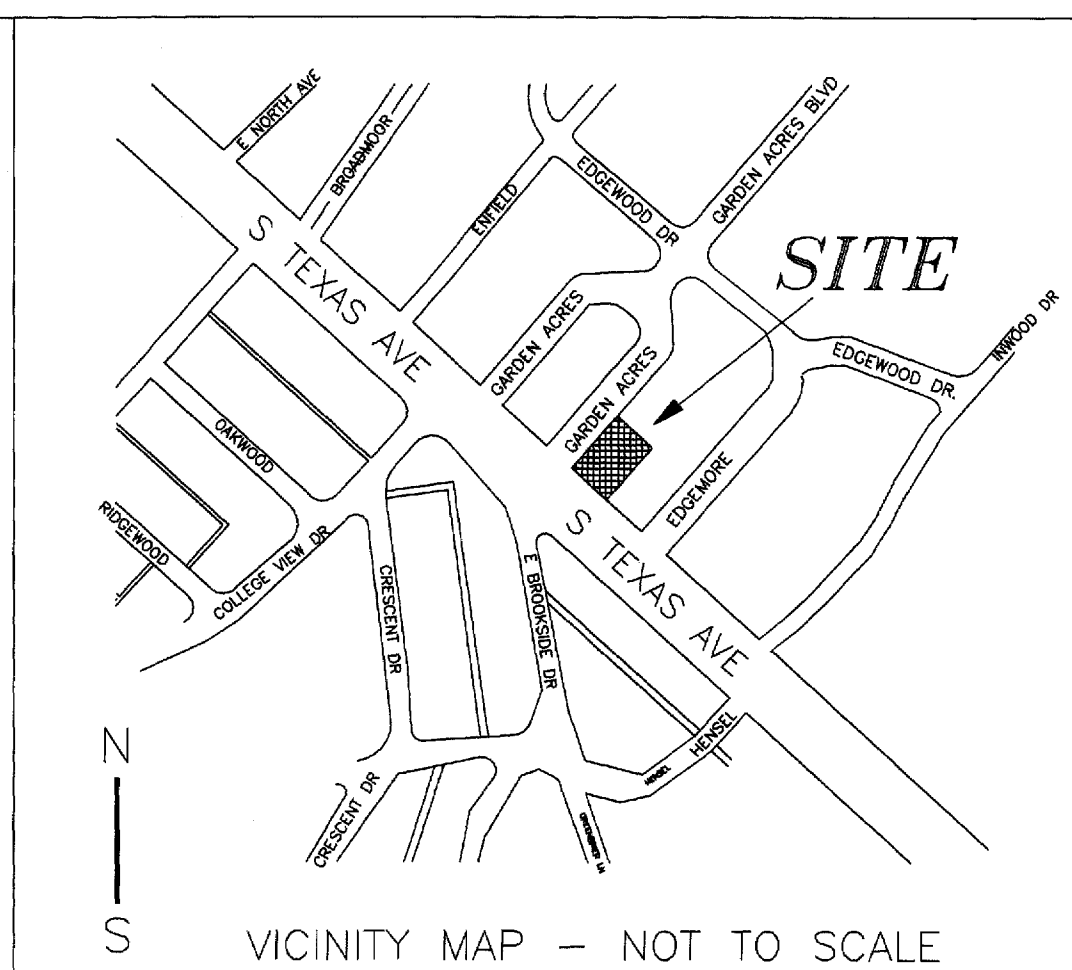 E NORTH AVE
BROADMOOR
ENFIELD
EDGEWOOD DR
GARDEN ACRES BLVD
S TEXAS AVE
SITE
GARDEN ACRES
GARDEN ACRES
INWOOD DR
EDGEWOOD DR.
OAKWOOD
RIDGEWOOD
COLLEGE VIEW DR
CRESCENT DR
E BROOKSIDE DR
EDGEMORE
S TEXAS AVE
HENSEL
HENSEL
CRESCENT DR
N
S
VICINITY MAP - NOT TO SCALE